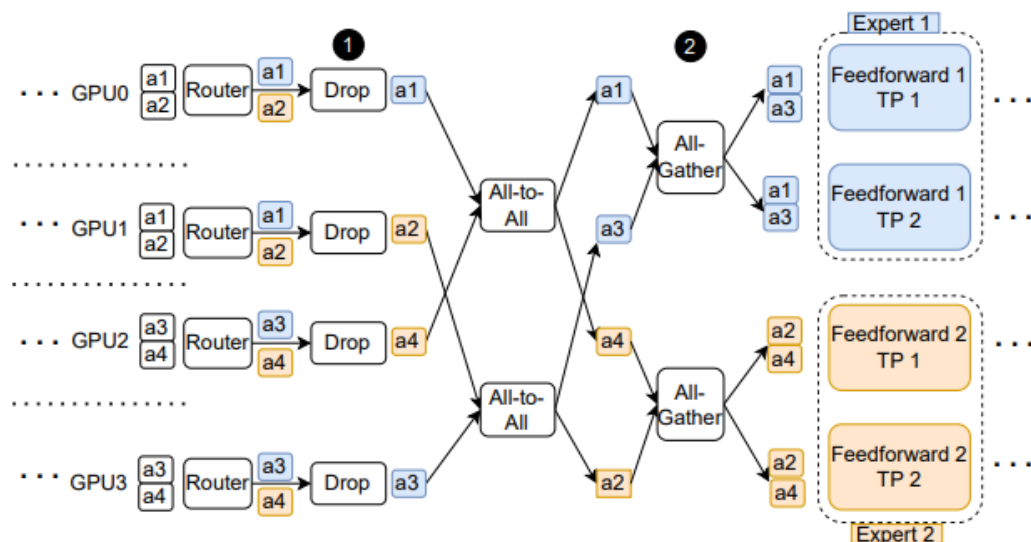 1
2
Expert 1
... GPU0
a1
a2
Router
a1
a2
Drop
a1
a1
All-
Gather
a1
a3
Feedforward 1
TP 1
...
... GPU1
a1
a2
Router
a1
a2
Drop
a2
All-to-
All
a3
a1
a3
Feedforward 1
TP 2
...
... GPU2
a3
a4
Router
a3
a4
Drop
a4
All-to-
All
a4
All-
Gather
a2
a4
Feedforward 2
TP 1
...
... GPU3
a3
a4
Router
a3
a4
Drop
a3
a2
a2
a4
Feedforward 2
TP 2
...
Expert 2